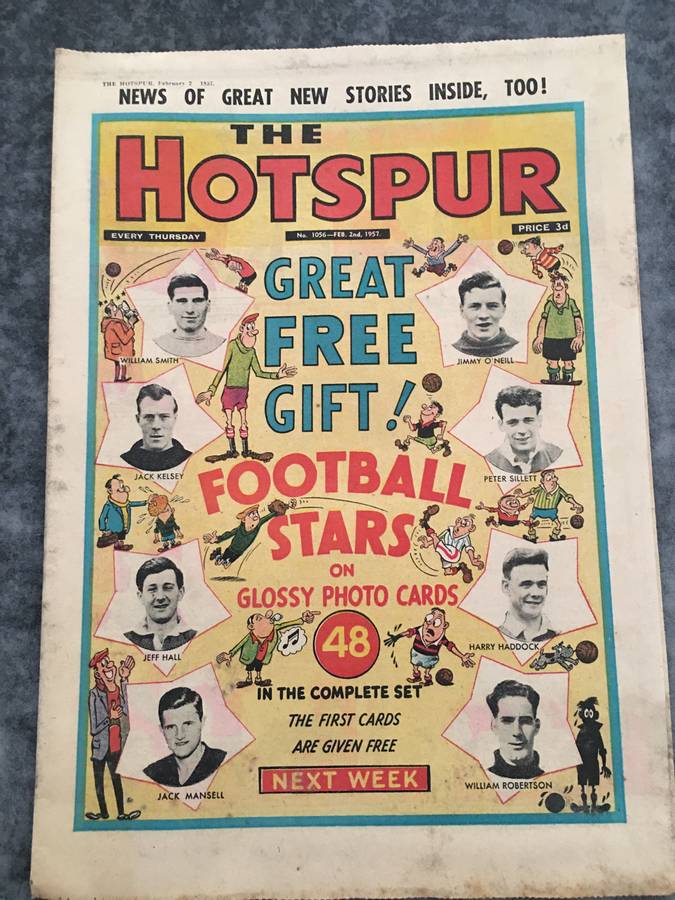 THE HOTSPUR, February 2 1957.
NEWS OF GREAT NEW STORIES INSIDE, TOO!
THE
HOTSPUR
EVERY THURSDAY
No. 1056—FEB. 2nd, 1957.
PRICE 3d
GREAT
FREE
GIFT!
WILLIAM SMITH
JIMMY O'NEILL
JACK KELSEY
PETER SILLETT
FOOTBALL
STARS
ON
GLOSSY PHOTO CARDS
48
JEFF HALL
HARRY HADDOCK
IN THE COMPLETE SET
THE FIRST CARDS
ARE GIVEN FREE
NEXT WEEK
JACK MANSELL
WILLIAM ROBERTSON